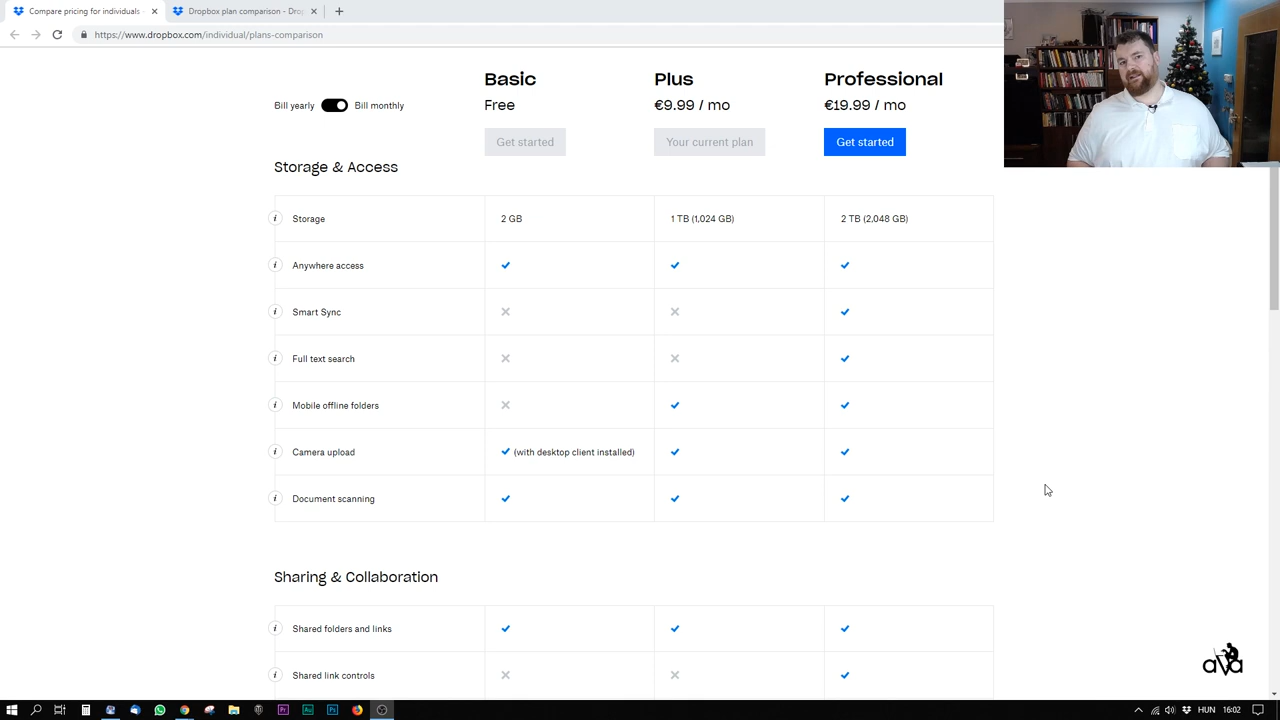 Compare pricing for individuals
Dropbox plan comparison - Drop
https://www.dropbox.com/individual/plans-comparison
Basic Plus Professional
Bill yearly Bill monthly Free €9.99 / mo €19.99 / mo
Get started Your current plan Get started
Storage & Access
Storage 2 GB 1 TB (1,024 GB) 2 TB (2,048 GB)
Anywhere access
Smart Sync
Full text search
Mobile offline folders
Camera upload (with desktop client installed)
Document scanning
Sharing & Collaboration
Shared folders and links
Shared link controls
ava
Pr Au Ps HUN 16:02